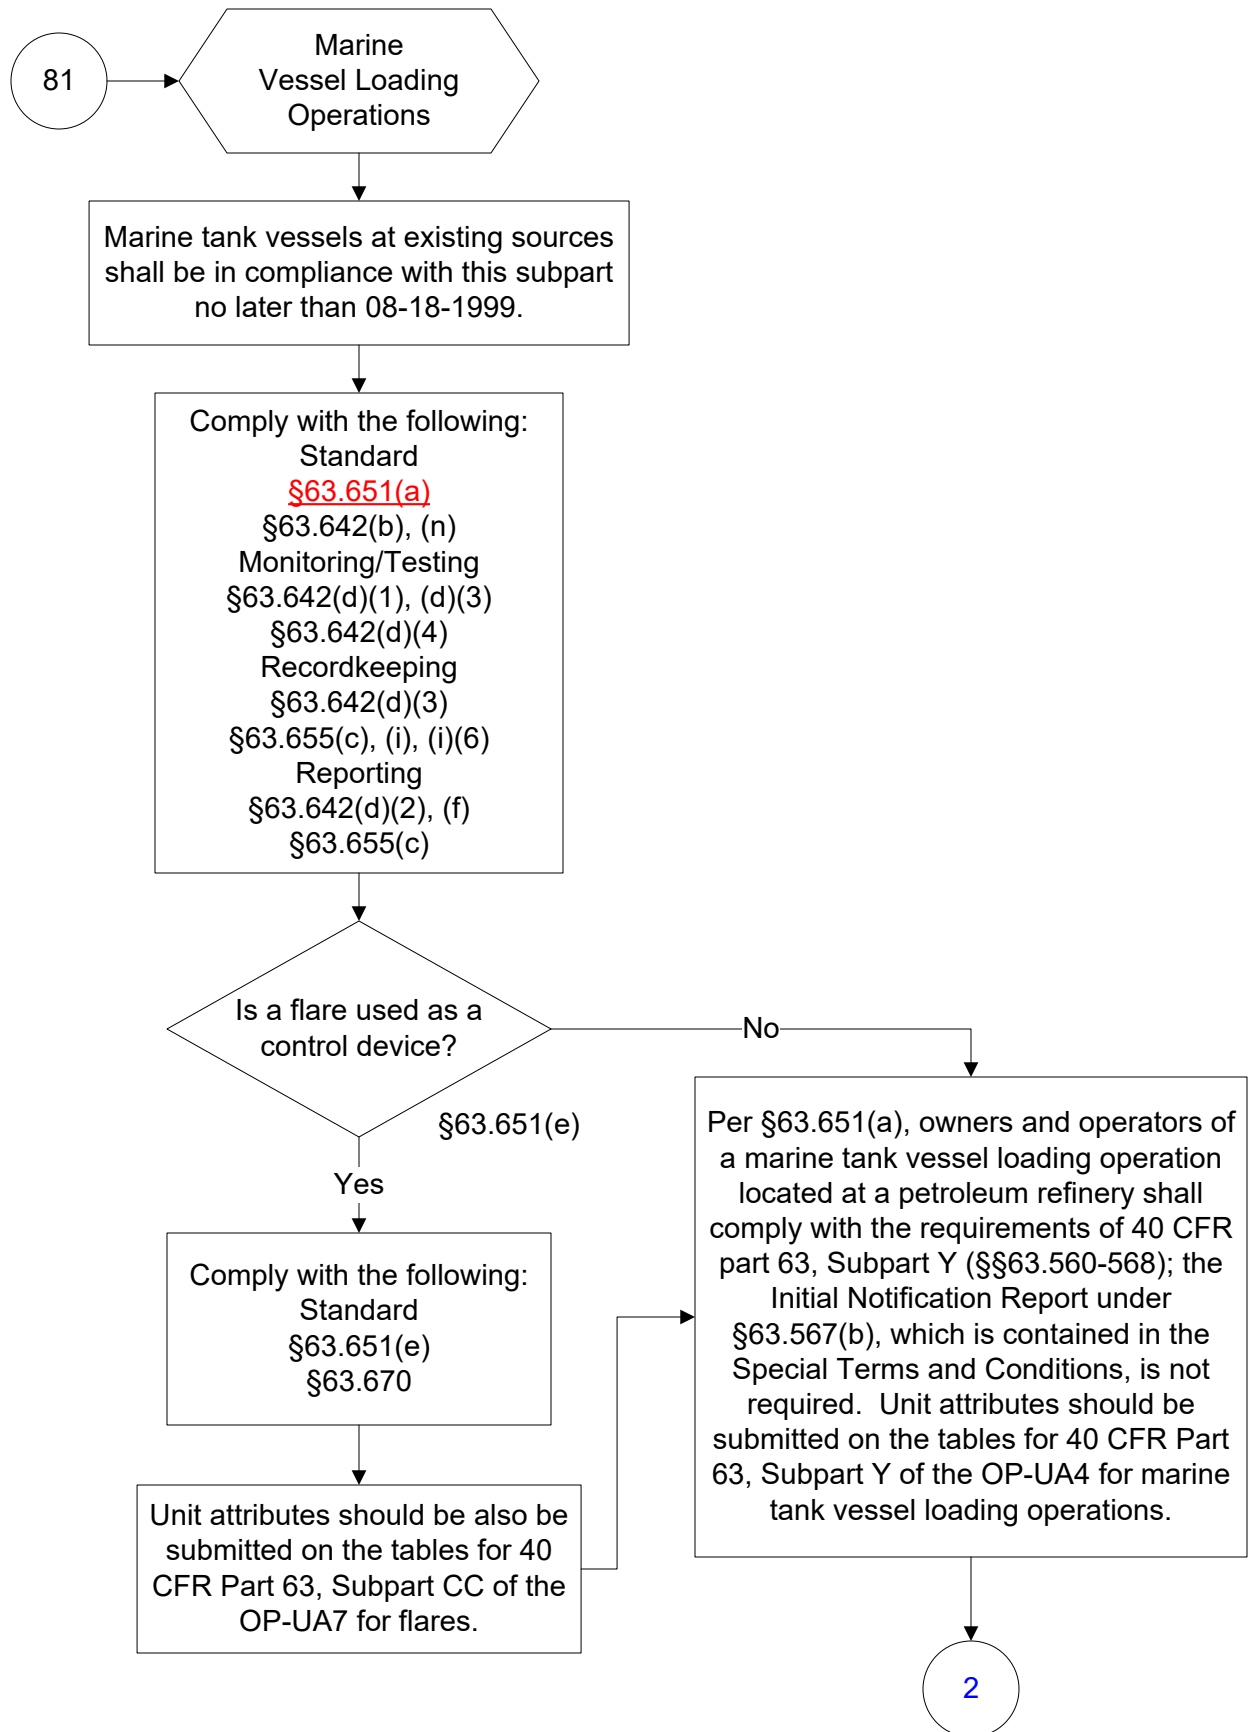 81
Marine
Vessel Loading
Operations
Marine tank vessels at existing sources
shall be in compliance with this subpart
no later than 08-18-1999.
Comply with the following:
Standard
§63.651(a)
§63.642(b), (n)
Monitoring/Testing
§63.642(d)(1), (d)(3)
§63.642(d)(4)
Recordkeeping
§63.642(d)(3)
§63.655(c), (i), (i)(6)
Reporting
§63.642(d)(2), (f)
§63.655(c)
Is a flare used as a
control device?
No
§63.651(e)
Yes
Comply with the following:
Standard
§63.651(e)
§63.670
Unit attributes should be also be
submitted on the tables for 40
CFR Part 63, Subpart CC of the
OP-UA7 for flares.
Per §63.651(a), owners and operators of
a marine tank vessel loading operation
located at a petroleum refinery shall
comply with the requirements of 40 CFR
part 63, Subpart Y (§§63.560-568); the
Initial Notification Report under
§63.567(b), which is contained in the
Special Terms and Conditions, is not
required.  Unit attributes should be
submitted on the tables for 40 CFR Part
63, Subpart Y of the OP-UA4 for marine
tank vessel loading operations.
2